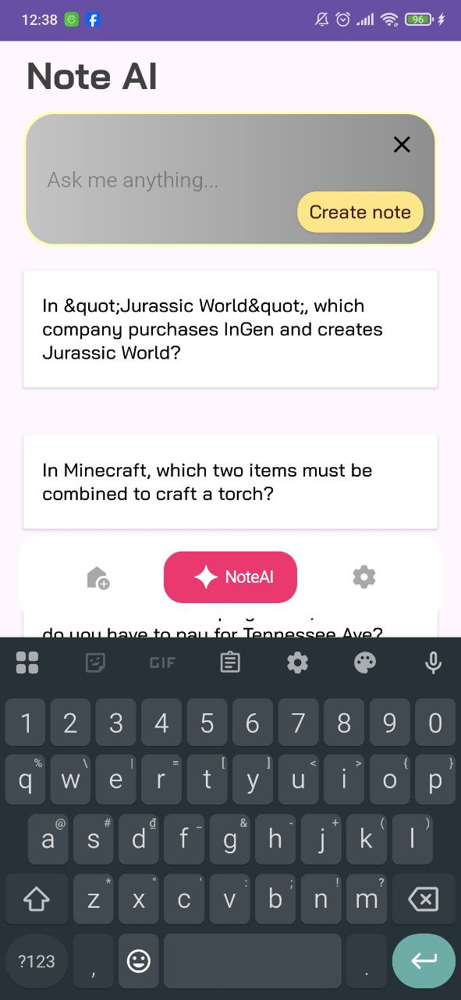 12:38
96
Note AI
Ask me anything...
Create note
In &quot;Jurassic World&quot;, which
company purchases InGen and creates
Jurassic World?
In Minecraft, which two items must be
combined to craft a torch?
NoteAI
do you have to pay for Tennessee Ave?
GIF
1 2 3 4 5 6 7 8 9 0
% \ | = [ ] < > { }
q w e r t y u i o p
@ # đ _ & - + ( )
a s d f g h j k l
* " ' : ; ! ?
z x c v b n m
?123 , .